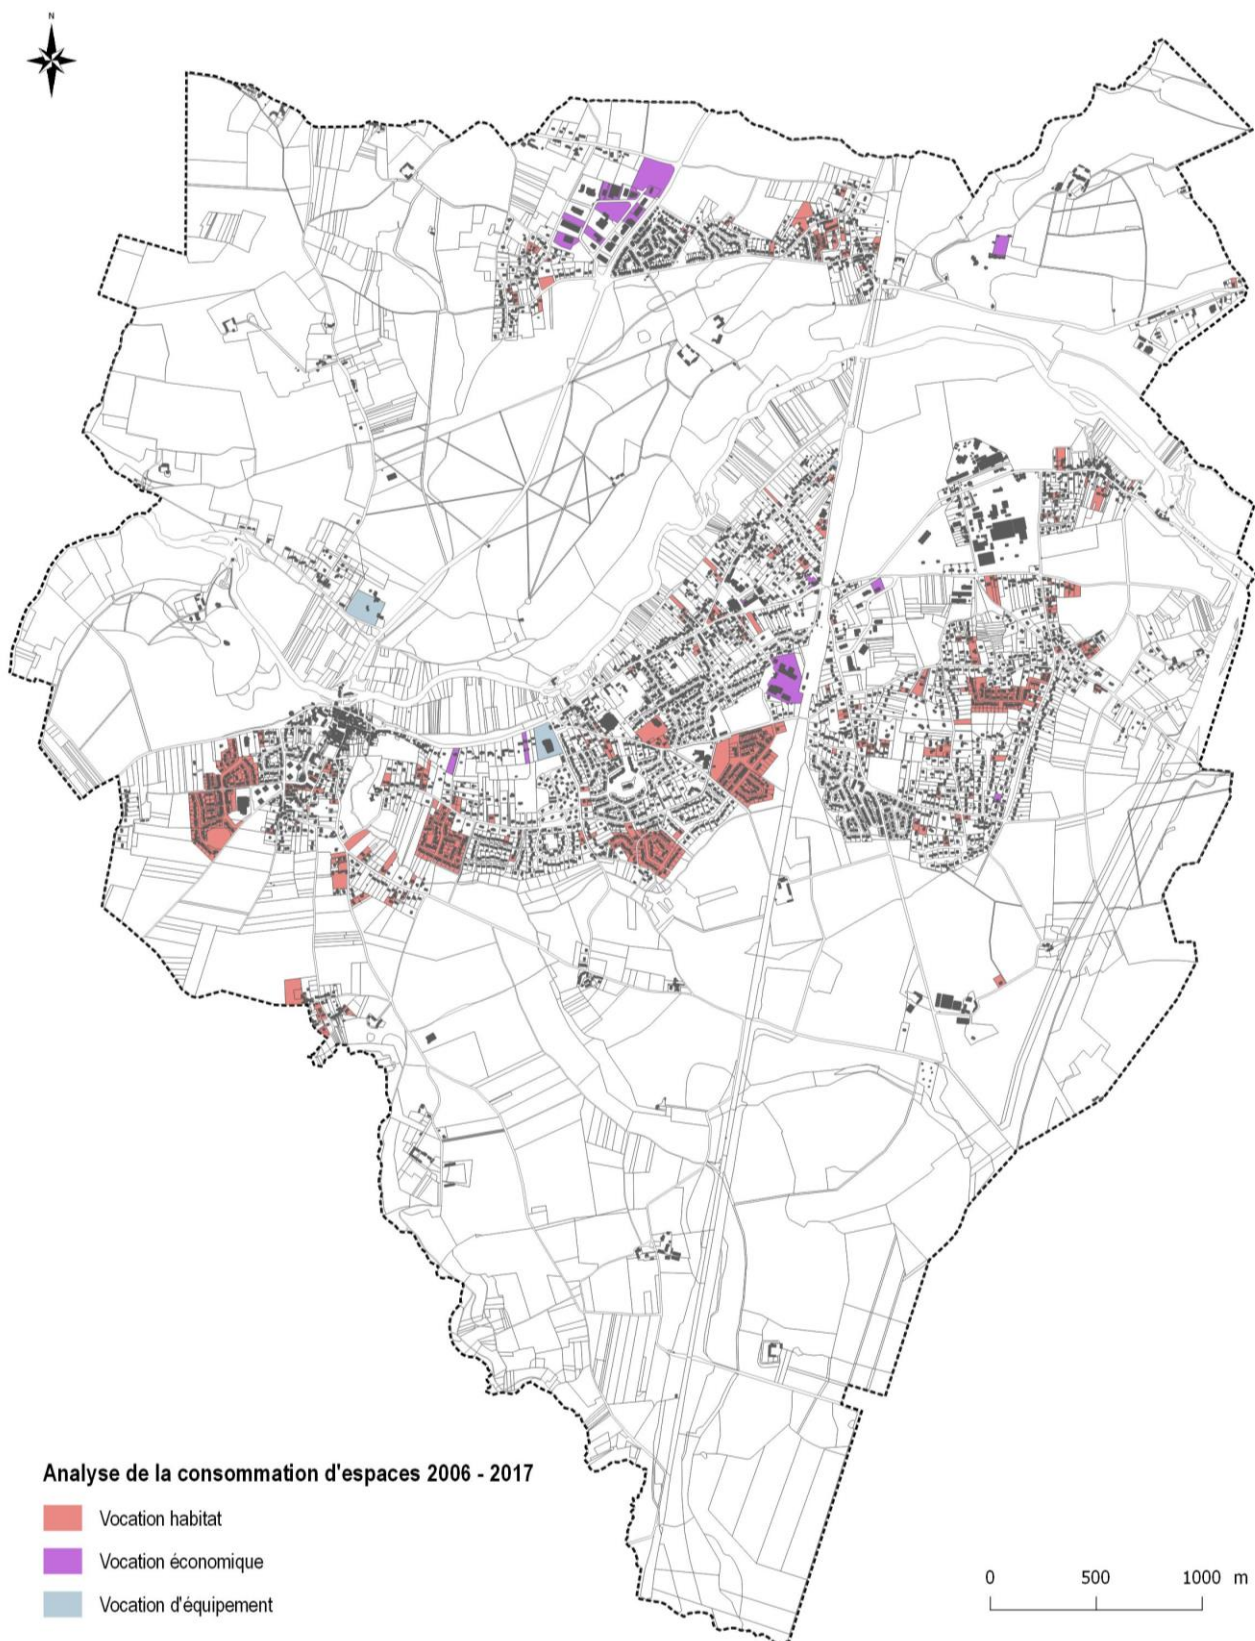 N
Analyse de la consommation d'espaces 2006 - 2017
Vocation habitat
Vocation économique
Vocation d'équipement
0 500 1000 m